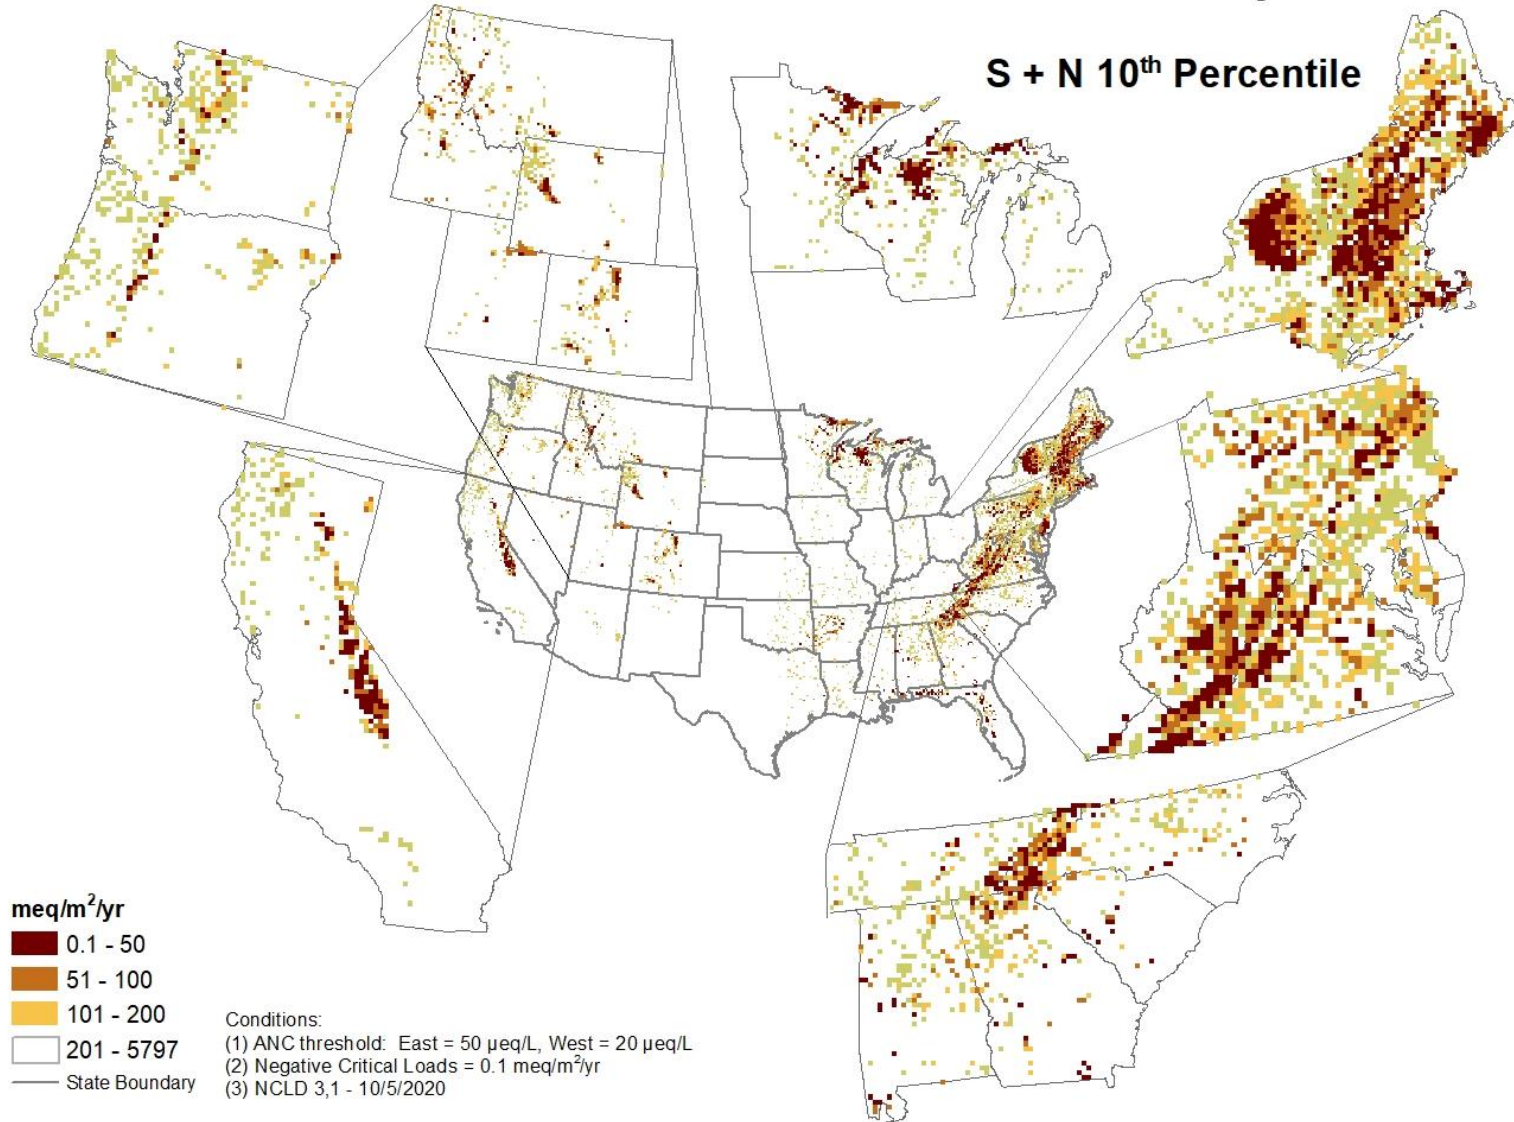 S + N 10th Percentile
meq/m²/yr
0.1 - 50
51 - 100
101 - 200
201 - 5797
State Boundary
Conditions:
(1) ANC threshold: East = 50 µeq/L, West = 20 µeq/L
(2) Negative Critical Loads = 0.1 meq/m²/yr
(3) NCLD 3,1 - 10/5/2020